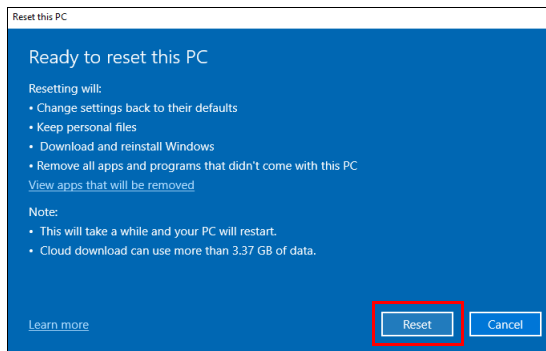 Reset this PC
Ready to reset this PC
Resetting will:
• Change settings back to their defaults
• Keep personal files
• Download and reinstall Windows
• Remove all apps and programs that didn't come with this PC
View apps that will be removed
Note:
• This will take a while and your PC will restart.
• Cloud download can use more than 3.37 GB of data.
Learn more
Reset
Cancel